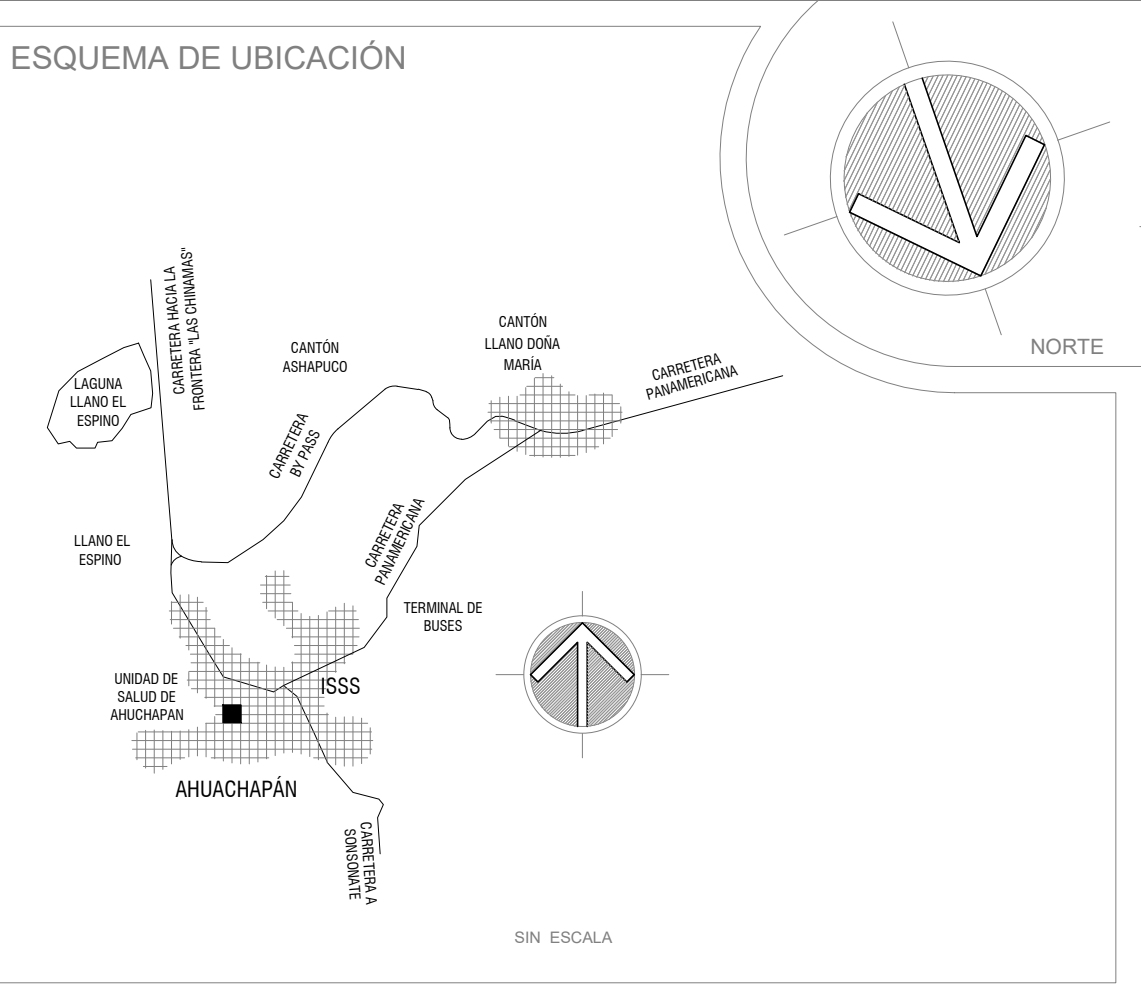 ESQUEMA DE UBICACIÓN
NORTE
CARRETERA HACIA LA
FRONTERA "LAS CHINAMAS"
LAGUNA
LLANO EL
ESPINO
CANTÓN
ASHAPUCO
CANTÓN
LLANO DOÑA
MARÍA
CARRETERA
PANAMERICANA
CARRETERA
BY PASS
CARRETERA
PANAMERICANA
LLANO EL
ESPINO
TERMINAL DE
BUSES
UNIDAD DE
SALUD DE
AHUCHAPAN
ISSS
AHUACHAPÁN
CARRETERA A
SONSONATE
SIN ESCALA